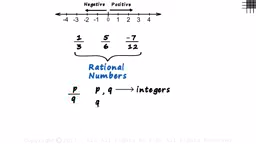 Negative Positive
-4 -3 -2 -1 0 1 2 3 4
1/3 5/6 -7/12
Rational
Numbers
p/q p, q ⟶ integers
q